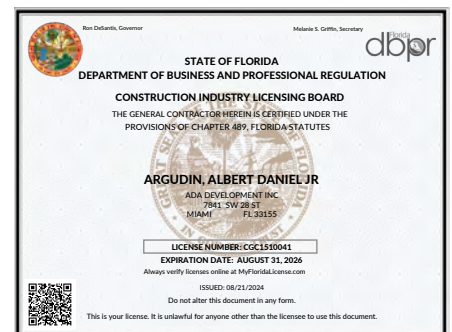 Ron DeSantis, Governor
Melanie S. Griffin, Secretary
Florida
dbpr
STATE OF FLORIDA
DEPARTMENT OF BUSINESS AND PROFESSIONAL REGULATION
CONSTRUCTION INDUSTRY LICENSING BOARD
THE GENERAL CONTRACTOR HEREIN IS CERTIFIED UNDER THE
PROVISIONS OF CHAPTER 489, FLORIDA STATUTES
ARGUDIN, ALBERT DANIEL JR
ADA DEVELOPMENT INC
7841 SW 28 ST
MIAMI FL 33155
LICENSE NUMBER: CGC1510041
EXPIRATION DATE: AUGUST 31, 2026
Always verify licenses online at MyFloridaLicense.com
ISSUED: 08/21/2024
Do not alter this document in any form.
This is your license. It is unlawful for anyone other than the licensee to use this document.